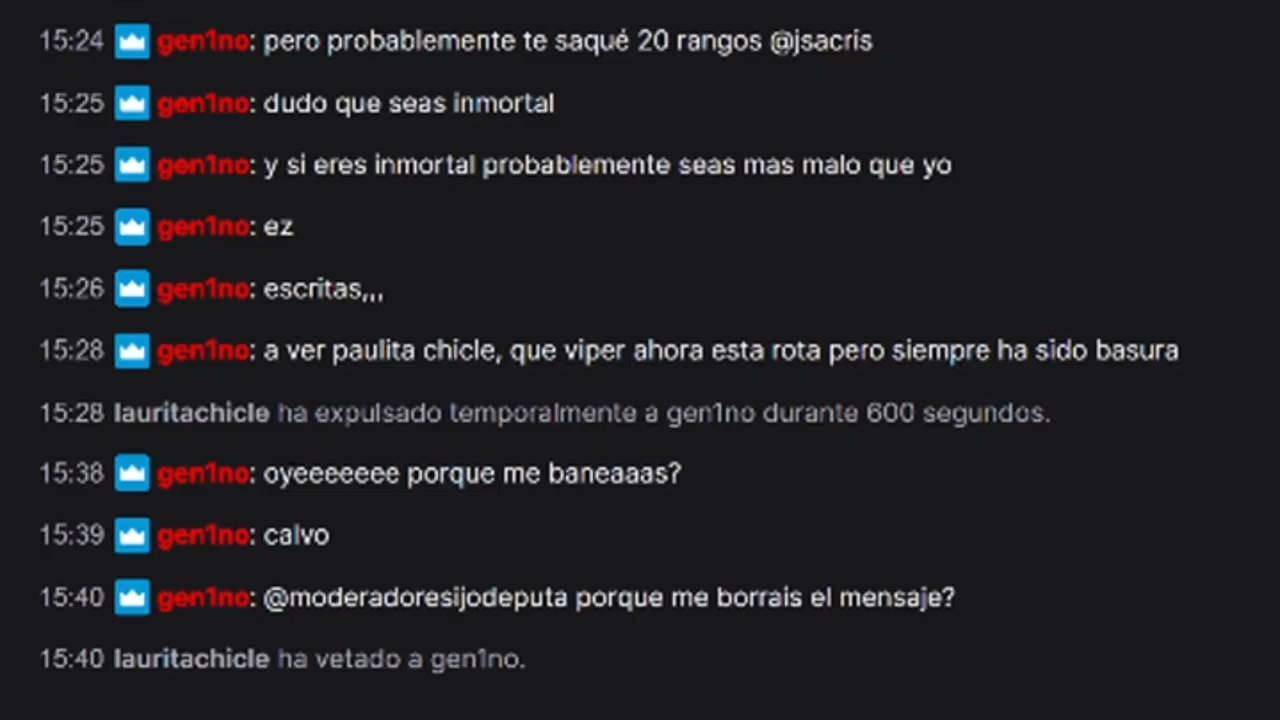 15:24 gen1no: pero probablemente te saqué 20 rangos @jsacris
15:25 gen1no: dudo que seas inmortal
15:25 gen1no: y si eres inmortal probablemente seas mas malo que yo
15:25 gen1no: ez
15:26 gen1no: escritas,,,
15:28 gen1no: a ver paulita chicle, que viper ahora esta rota pero siempre ha sido basura
15:28 lauritachicle ha expulsado temporalmente a gen1no durante 600 segundos.
15:38 gen1no: oyeeeeeee porque me baneaaas?
15:39 gen1no: calvo
15:40 gen1no: @moderadoresijodeputa porque me borrais el mensaje?
15:40 lauritachicle ha vetado a gen1no.